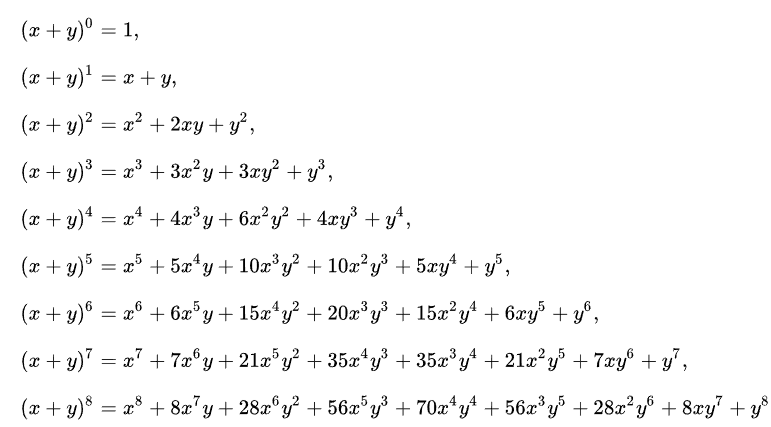 (x + y)⁰ = 1,
(x + y)¹ = x + y,
(x + y)² = x² + 2xy + y²,
(x + y)³ = x³ + 3x²y + 3xy² + y³,
(x + y)⁴ = x⁴ + 4x³y + 6x²y² + 4xy³ + y⁴,
(x + y)⁵ = x⁵ + 5x⁴y + 10x³y² + 10x²y³ + 5xy⁴ + y⁵,
(x + y)⁶ = x⁶ + 6x⁵y + 15x⁴y² + 20x³y³ + 15x²y⁴ + 6xy⁵ + y⁶,
(x + y)⁷ = x⁷ + 7x⁶y + 21x⁵y² + 35x⁴y³ + 35x³y⁴ + 21x²y⁵ + 7xy⁶ + y⁷,
(x + y)⁸ = x⁸ + 8x⁷y + 28x⁶y² + 56x⁵y³ + 70x⁴y⁴ + 56x³y⁵ + 28x²y⁶ + 8xy⁷ + y⁸